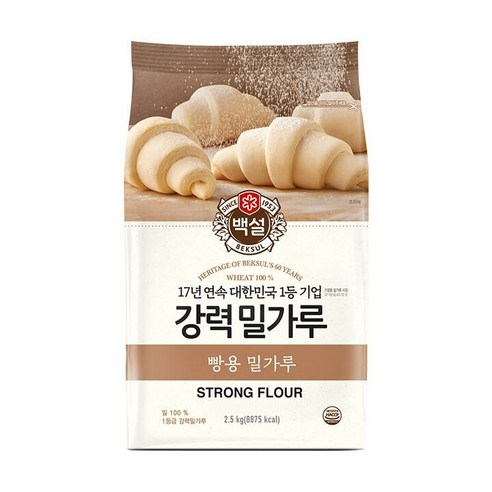 SINCE 1953
백설
BEKSUL
HERITAGE OF BEKSUL'S 60 YEARS
WHEAT 100 %
17년 연속 대한민국 1등 기업
강력밀가루
빵용 밀가루
STRONG FLOUR
밀 100 %
1등급 강력밀가루
2.5 kg(8875 kcal)
HACCP